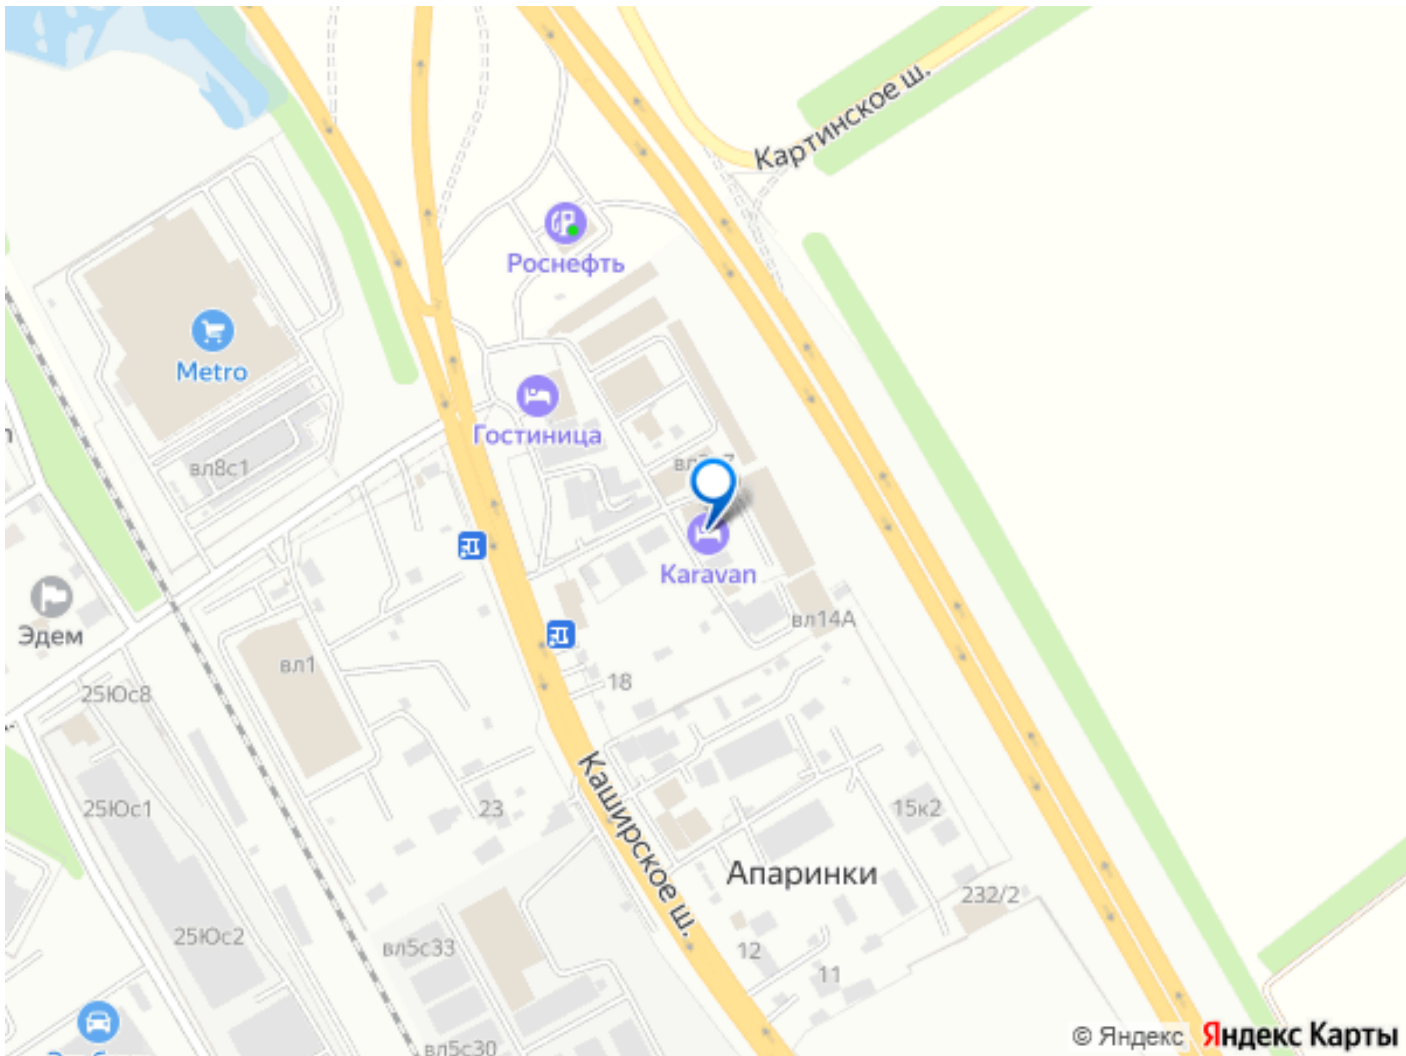 Картинское ш.
Роснефть
Metro
Гостиница
вл8с1
Karavan
вл14А
Эдем
вл1
25Юс8
18
Каширское ш.
25Юс1
23
15к2
Апаринки
232/2
25Юс2
вл5с33
12
11
вл5с30
© Яндекс
Яндекс Карты